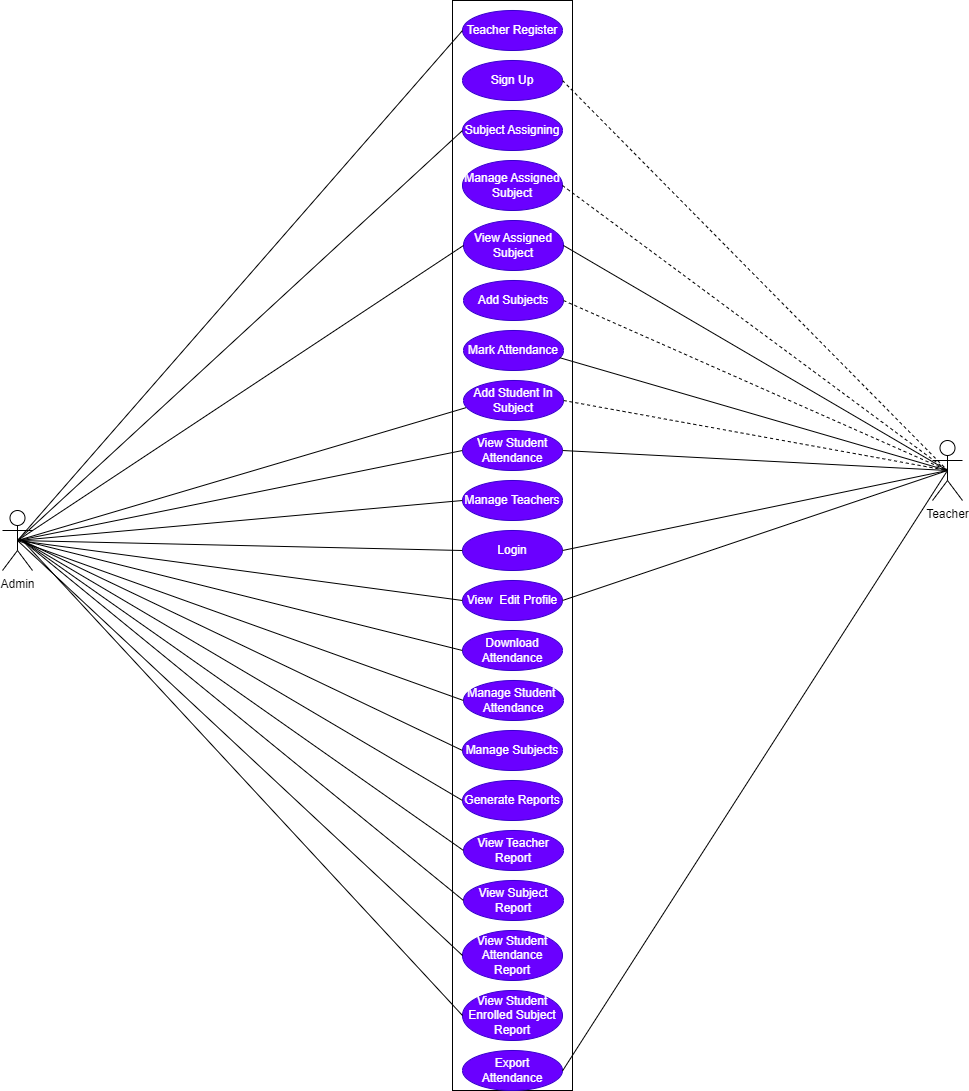 Teacher Register
Sign Up
Subject Assigning
Manage Assigned
Subject
View Assigned
Subject
Add Subjects
Mark Attendance
Add Student In
Subject
View Student
Attendance
Manage Teachers
Login
View  Edit Profile
Download
Attendance
Manage Student
Attendance
Manage Subjects
Generate Reports
View Teacher
Report
View Subject
Report
View Student
Attendance
Report
View Student
Enrolled Subject
Report
Export
Attendance
Admin
Teacher